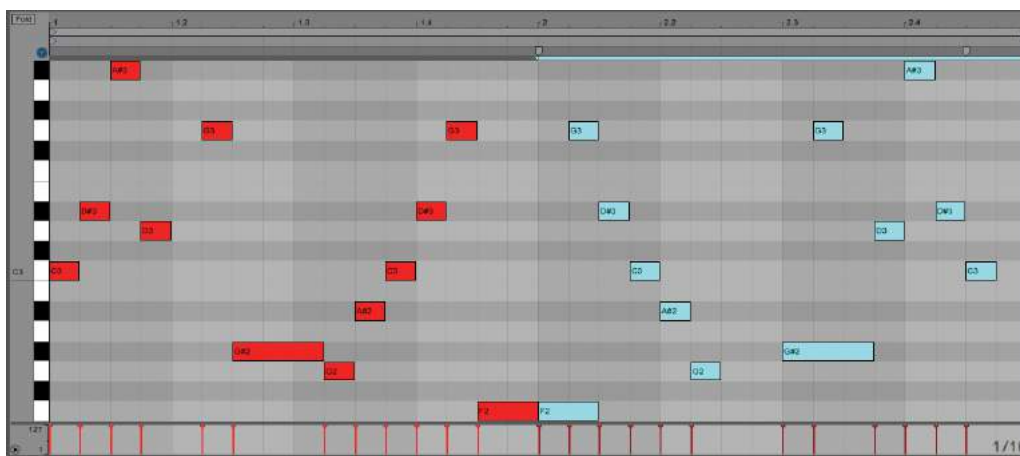 Fold 1 1.2 1.3 1.4 2 2.2 2.3 2.4
A#3 A#3
G3 G3 G3 G3
D#3 D#3 D#3 D#3
D3 D3
C3 C3 C3 C3 C3
A#2 A#2
G#2 G#2
G2 G2
F2 F2
127
1 1/16